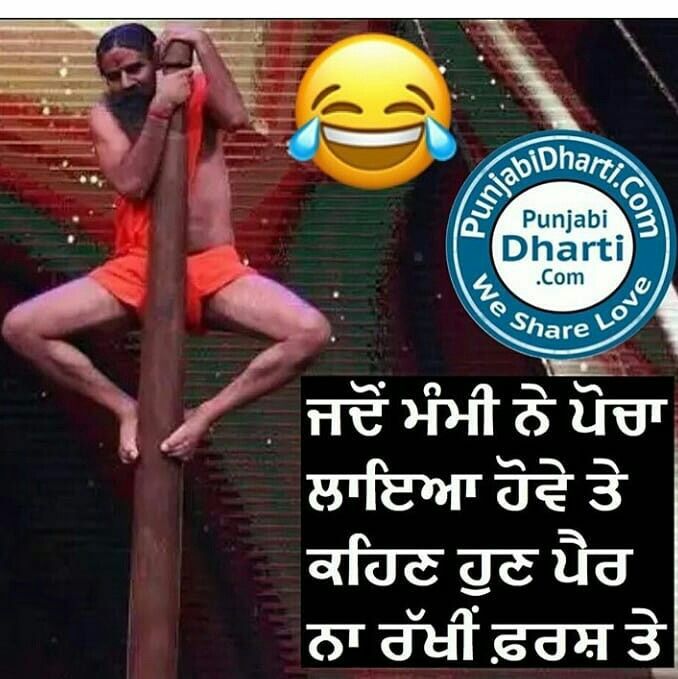 PunjabiDharti.Com
Punjabi
Dharti
.Com
We Share Love
ਜਦੋਂ ਮੰਮੀ ਨੇ ਪੋਚਾ
ਲਾਇਆ ਹੋਵੇ ਤੇ
ਕਹਿਣ ਹੁਣ ਪੈਰ
ਨਾ ਰੱਖੀਂ ਫ਼ਰਸ਼ ਤੇ